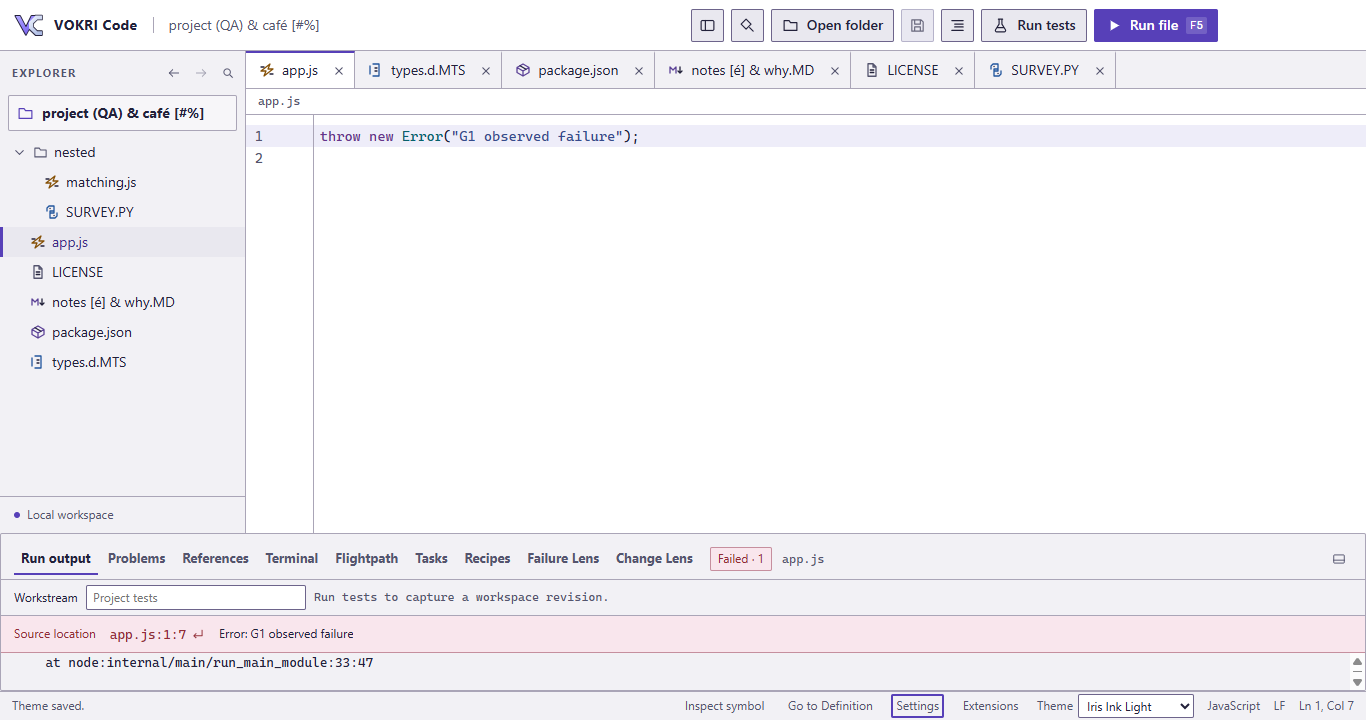 VOKRI Code
project (QA) & café [#%]
Open folder
Run tests
Run file F5
EXPLORER
project (QA) & café [#%]
nested
matching.js
SURVEY.PY
app.js
LICENSE
notes [é] & why.MD
package.json
types.d.MTS
Local workspace
app.js
types.d.MTS
package.json
notes [é] & why.MD
LICENSE
SURVEY.PY
app.js
1 throw new Error("G1 observed failure");
2
Run output Problems References Terminal Flightpath Tasks Recipes Failure Lens Change Lens Failed · 1 app.js
Workstream Project tests Run tests to capture a workspace revision.
Source location app.js:1:7 ↵ Error: G1 observed failure
at node:internal/main/run_main_module:33:47
Theme saved. Inspect symbol Go to Definition Settings Extensions Theme Iris Ink Light JavaScript LF Ln 1, Col 7